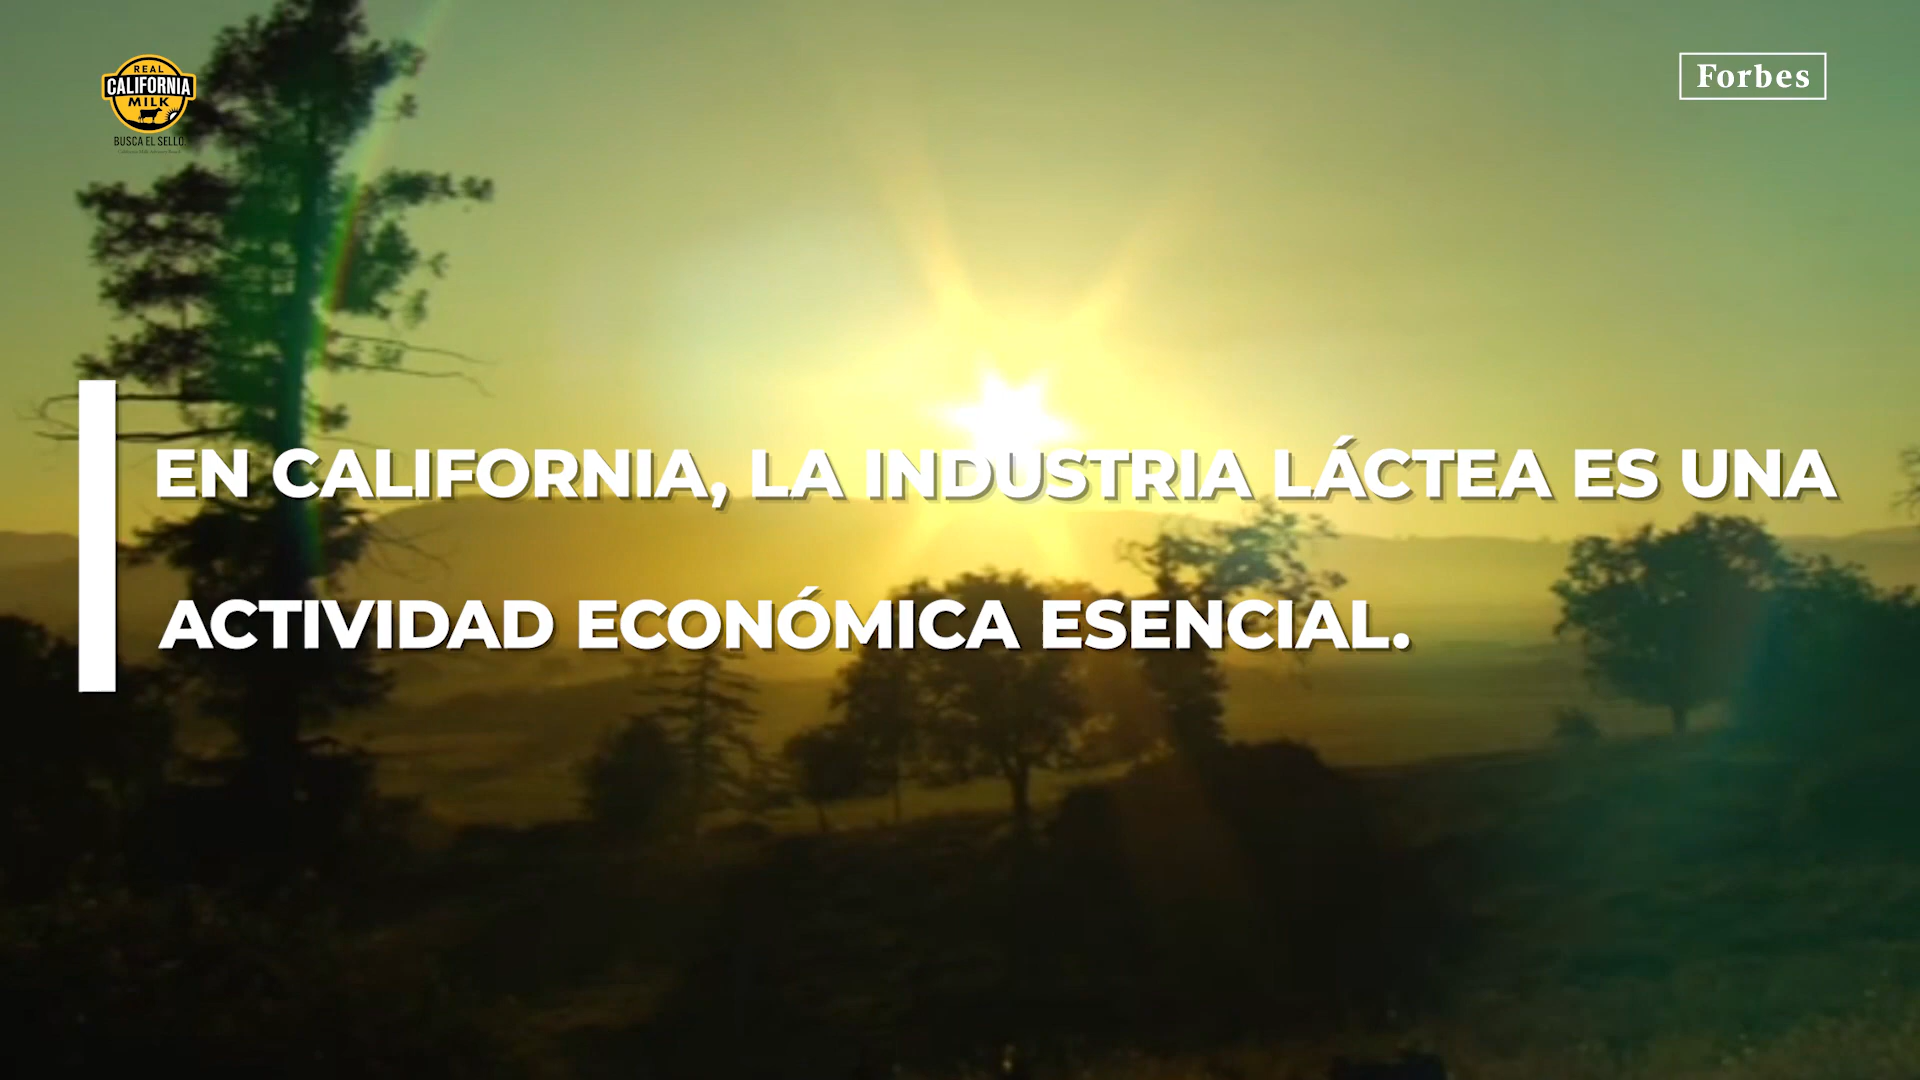 REAL
CALIFORNIA
MILK
BUSCA EL SELLO
Forbes
EN CALIFORNIA, LA INDUSTRIA LÁCTEA ES UNA
ACTIVIDAD ECONÓMICA ESENCIAL.